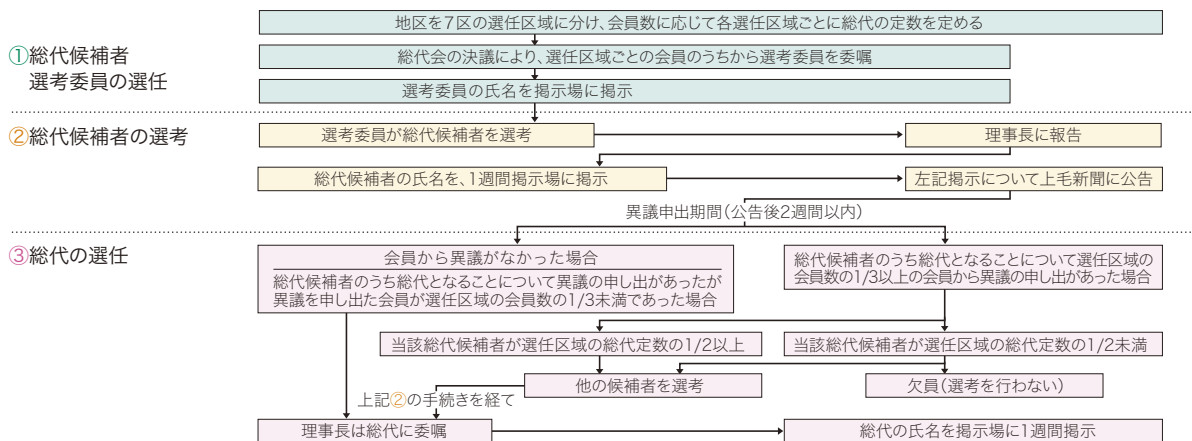 地区を7区の選任区域に分け、会員数に応じて各選任区域ごとに総代の定数を定める
①総代候補者
選考委員の選任
総代会の決議により、選任区域ごとの会員のうちから選考委員を委嘱
選考委員の氏名を掲示場に掲示
②総代候補者の選考
選考委員が総代候補者を選考
理事長に報告
総代候補者の氏名を、1週間掲示場に掲示
左記掲示について上毛新聞に公告
異議申出期間(公告後2週間以内)
③総代の選任
会員から異議がなかった場合
総代候補者のうち総代となることについて異議の申し出があったが
異議を申し出た会員が選任区域の会員数の1/3未満であった場合
総代候補者のうち総代となることについて選任区域の
会員数の1/3以上の会員から異議の申し出があった場合
当該総代候補者が選任区域の総代定数の1/2以上
当該総代候補者が選任区域の総代定数の1/2未満
他の候補者を選考
欠員(選考を行わない)
上記②の手続きを経て
理事長は総代に委嘱
総代の氏名を掲示場に1週間掲示